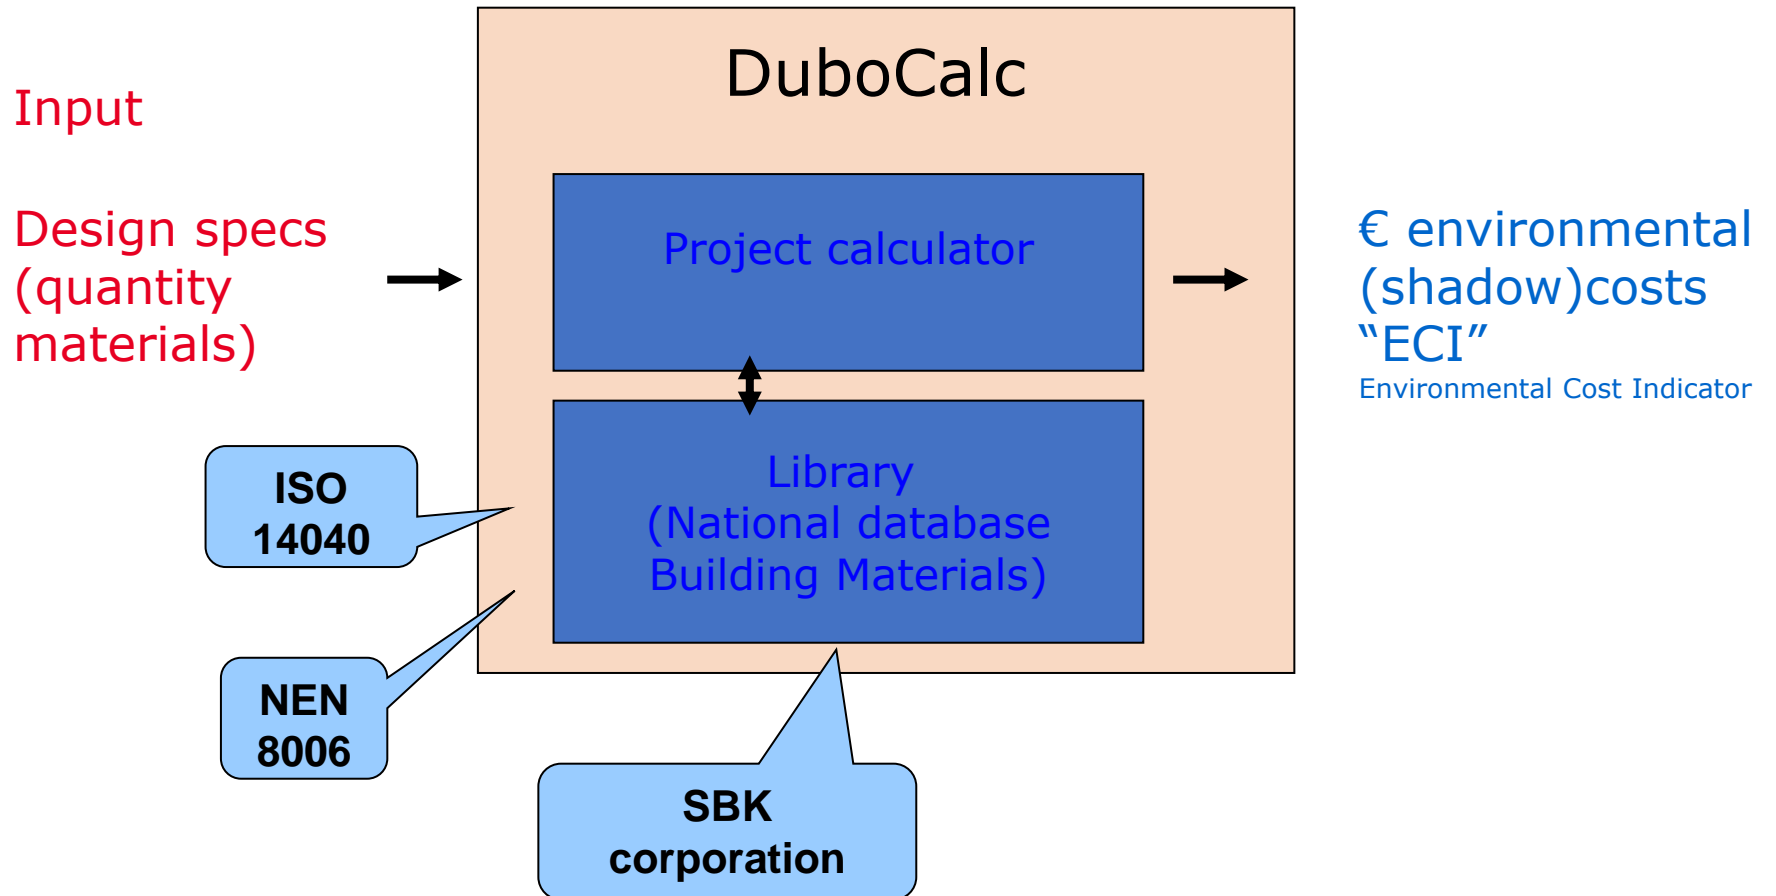 DuboCalc
Input
Design specs
(quantity
materials)
Project calculator
€ environmental
(shadow)costs
“ECI”
Environmental Cost Indicator
Library
(National database
Building Materials)
ISO
14040
NEN
8006
SBK
corporation